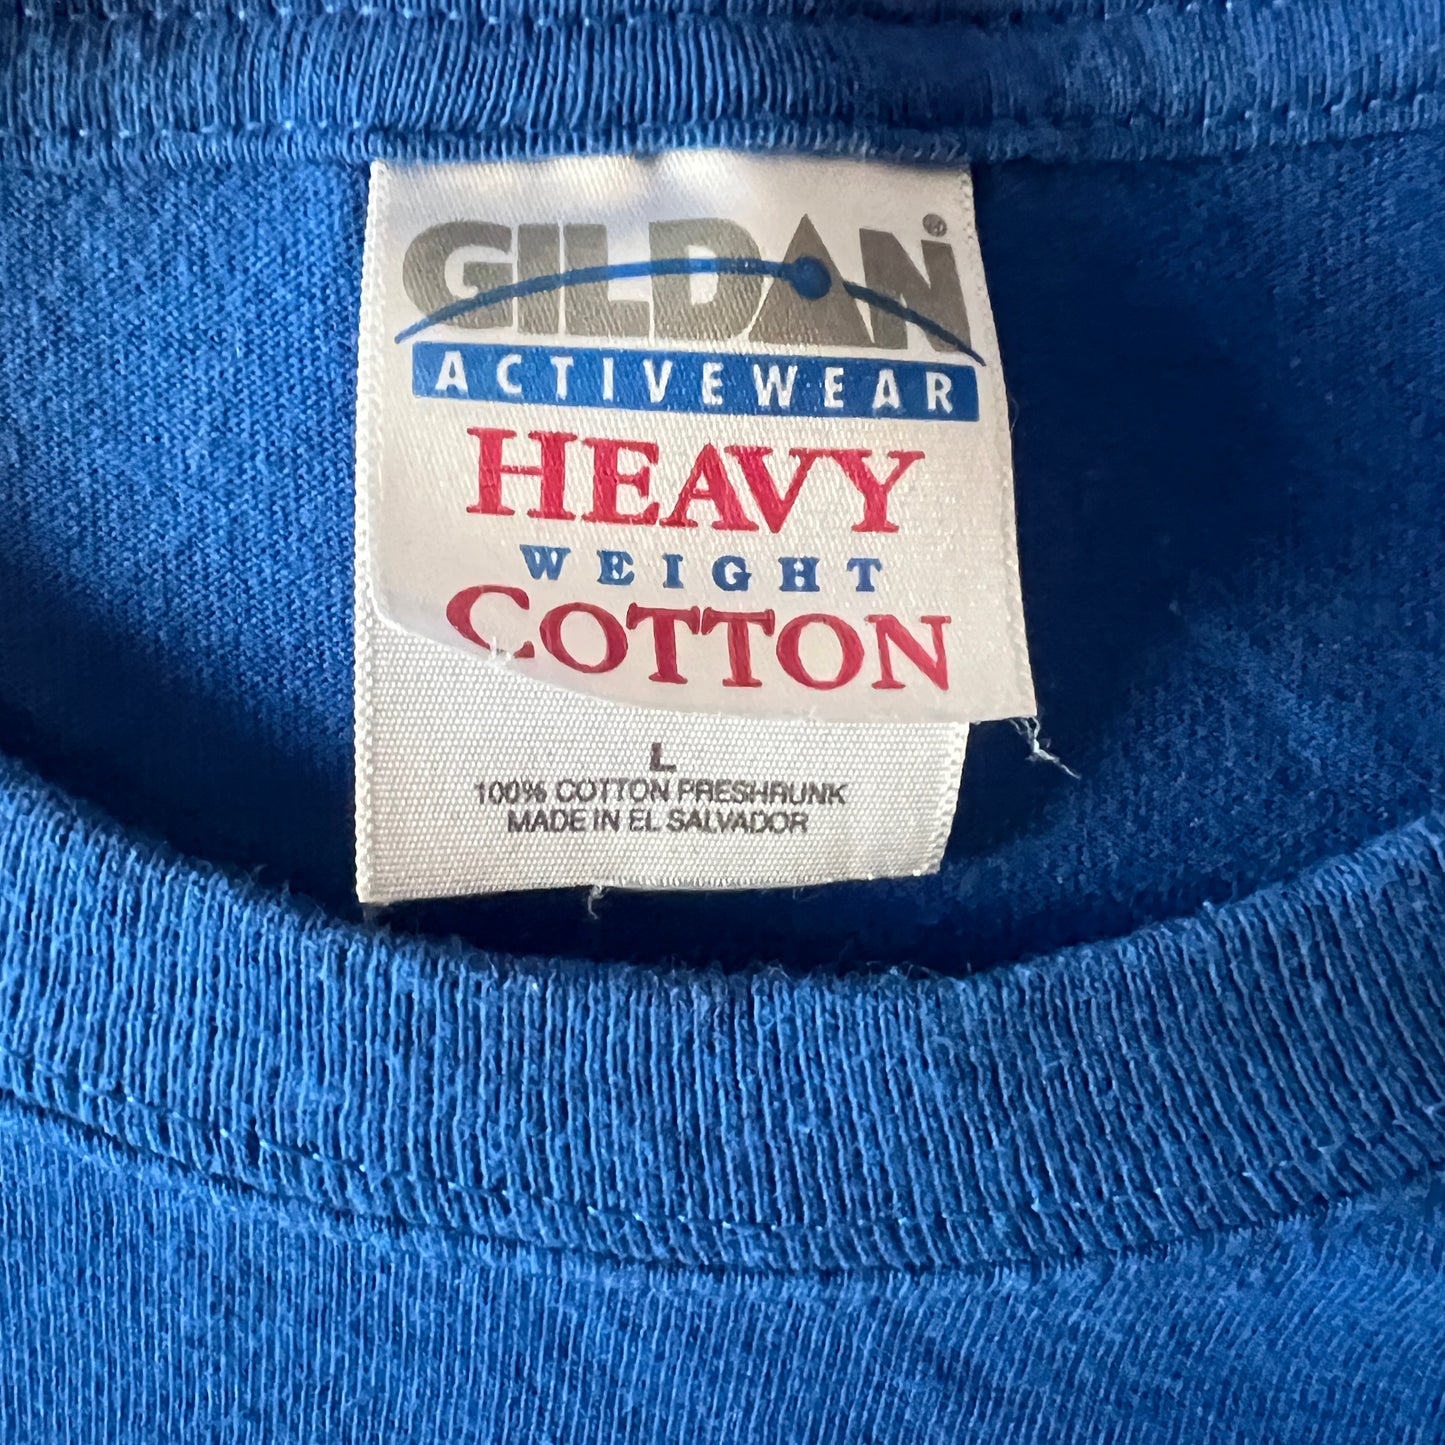 GILDAN®
ACTIVEWEAR
HEAVY
WEIGHT
COTTON
L
100% COTTON PRESHRUNK
MADE IN EL SALVADOR